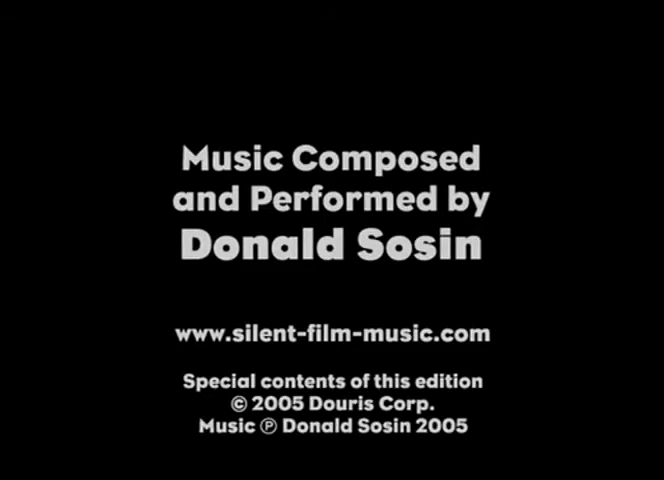 Music Composed
and Performed by
Donald Sosin
www.silent-film-music.com
Special contents of this edition
© 2005 Douris Corp.
Music ℗ Donald Sosin 2005